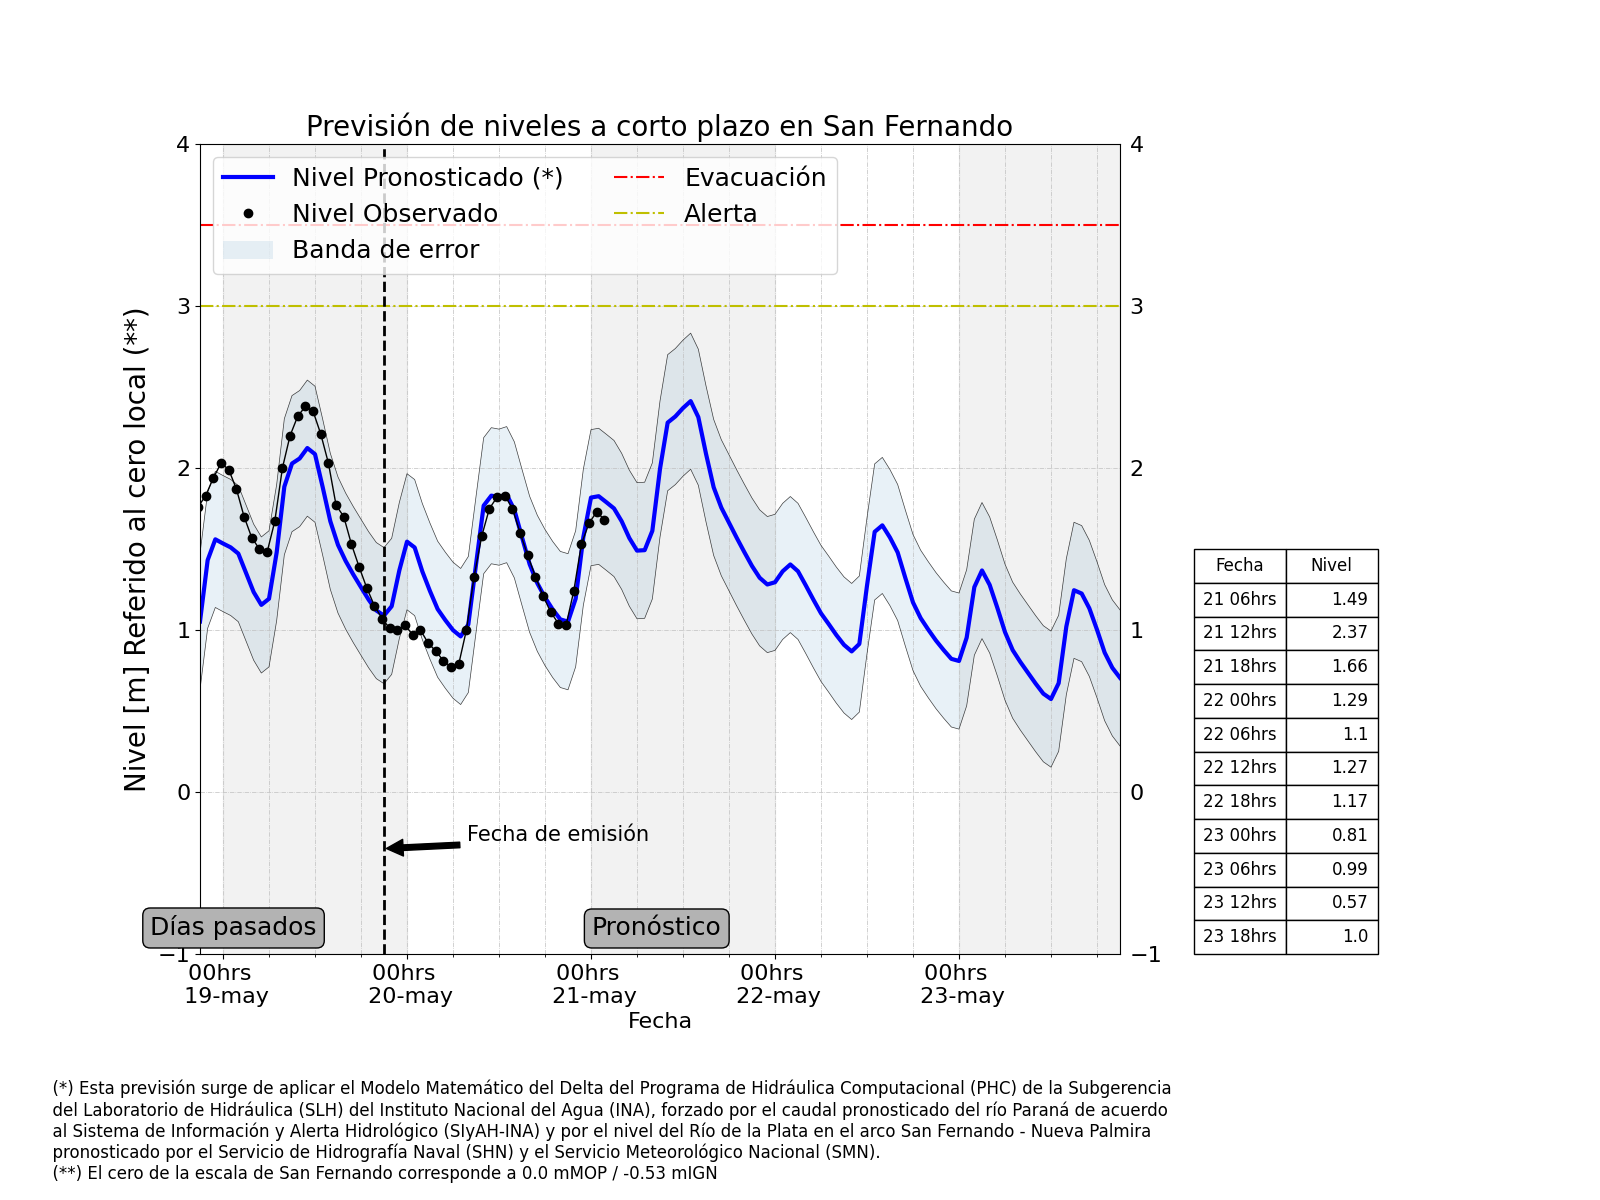 Previsión de niveles a corto plazo en San Fernando
4
4
Nivel Pronosticado (*)
Evacuación
Nivel Observado
Alerta
Banda de error
3
3
2
2
1
1
0
0
−1
−1
Nivel [m] Referido al cero local (**)
Fecha de emisión
Días pasados
Pronóstico
00hrs 00hrs 00hrs 00hrs 00hrs
19-may 20-may 21-may 22-may 23-may
Fecha
Fecha Nivel
21 06hrs 1.49
21 12hrs 2.37
21 18hrs 1.66
22 00hrs 1.29
22 06hrs 1.1
22 12hrs 1.27
22 18hrs 1.17
23 00hrs 0.81
23 06hrs 0.99
23 12hrs 0.57
23 18hrs 1.0
(*) Esta previsión surge de aplicar el Modelo Matemático del Delta del Programa de Hidráulica Computacional (PHC) de la Subgerencia
del Laboratorio de Hidráulica (SLH) del Instituto Nacional del Agua (INA), forzado por el caudal pronosticado del río Paraná de acuerdo
al Sistema de Información y Alerta Hidrológico (SIyAH-INA) y por el nivel del Río de la Plata en el arco San Fernando - Nueva Palmira
pronosticado por el Servicio de Hidrografía Naval (SHN) y el Servicio Meteorológico Nacional (SMN).
(**) El cero de la escala de San Fernando corresponde a 0.0 mMOP / -0.53 mIGN